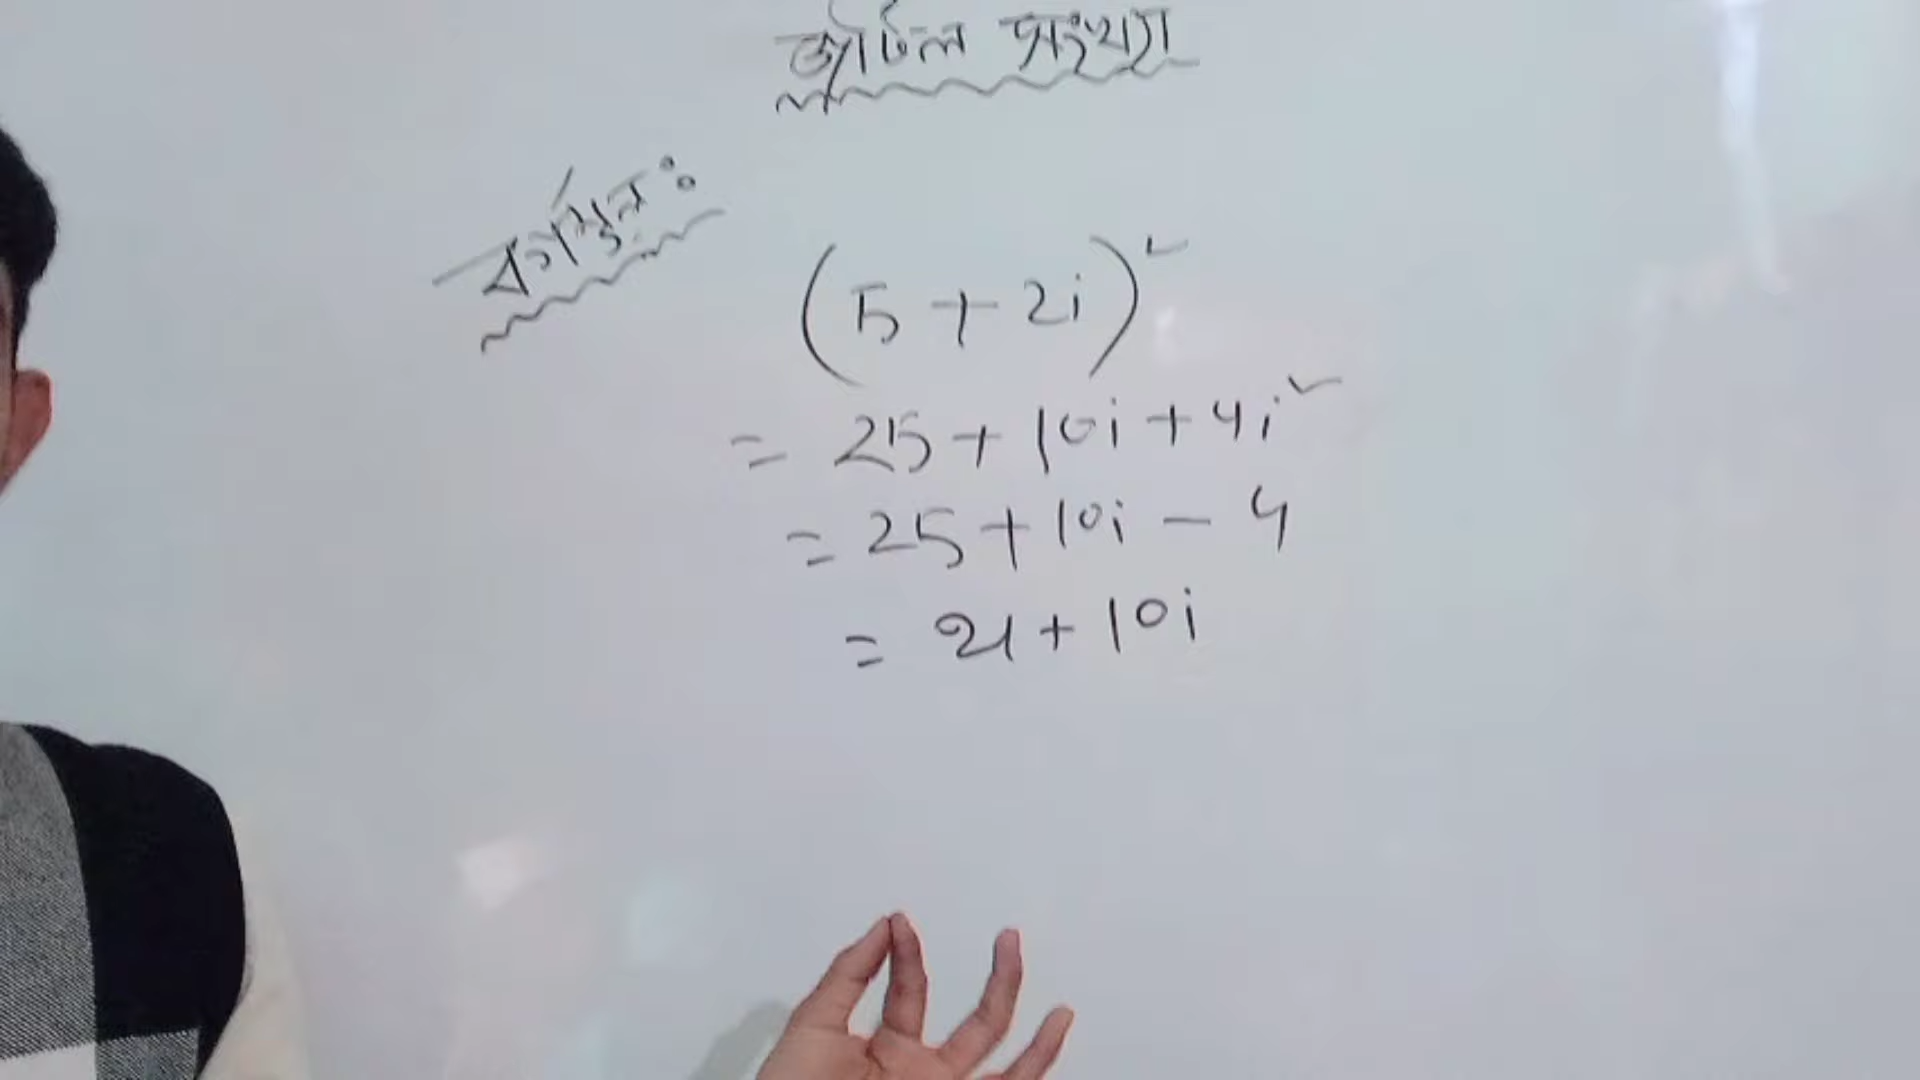 জটিল সংখ্যা
বর্গমূলঃ
(5 + 2i)²
= 25 + 10i + 4i²
= 25 + 10i - 4
= 21 + 10i